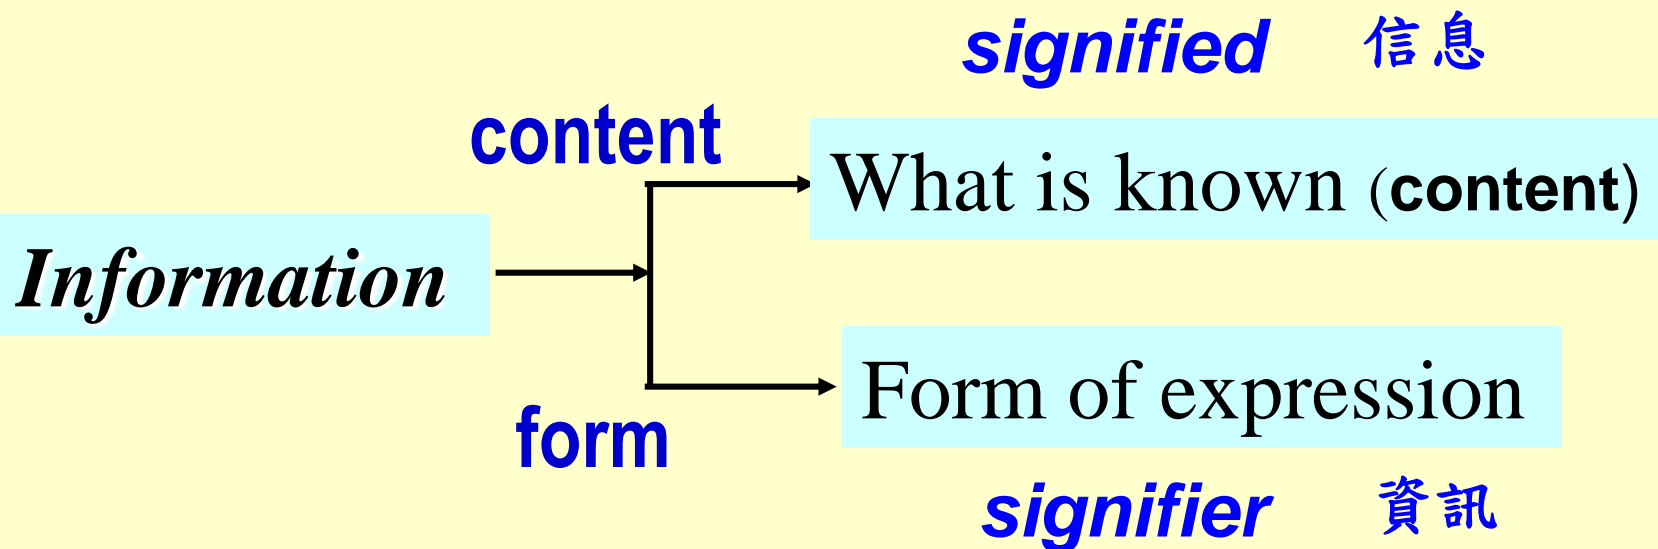 signified 信息
content
What is known (content)
Information
Form of expression
form
signifier 資訊